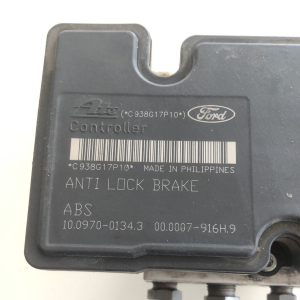 Ate (*C938G17P10*) Ford
Controller
*C938G17P10* MADE IN PHILIPPINES
ANTI LOCK BRAKE
ABS
10.0970-0134.3 00.0007-916H.9